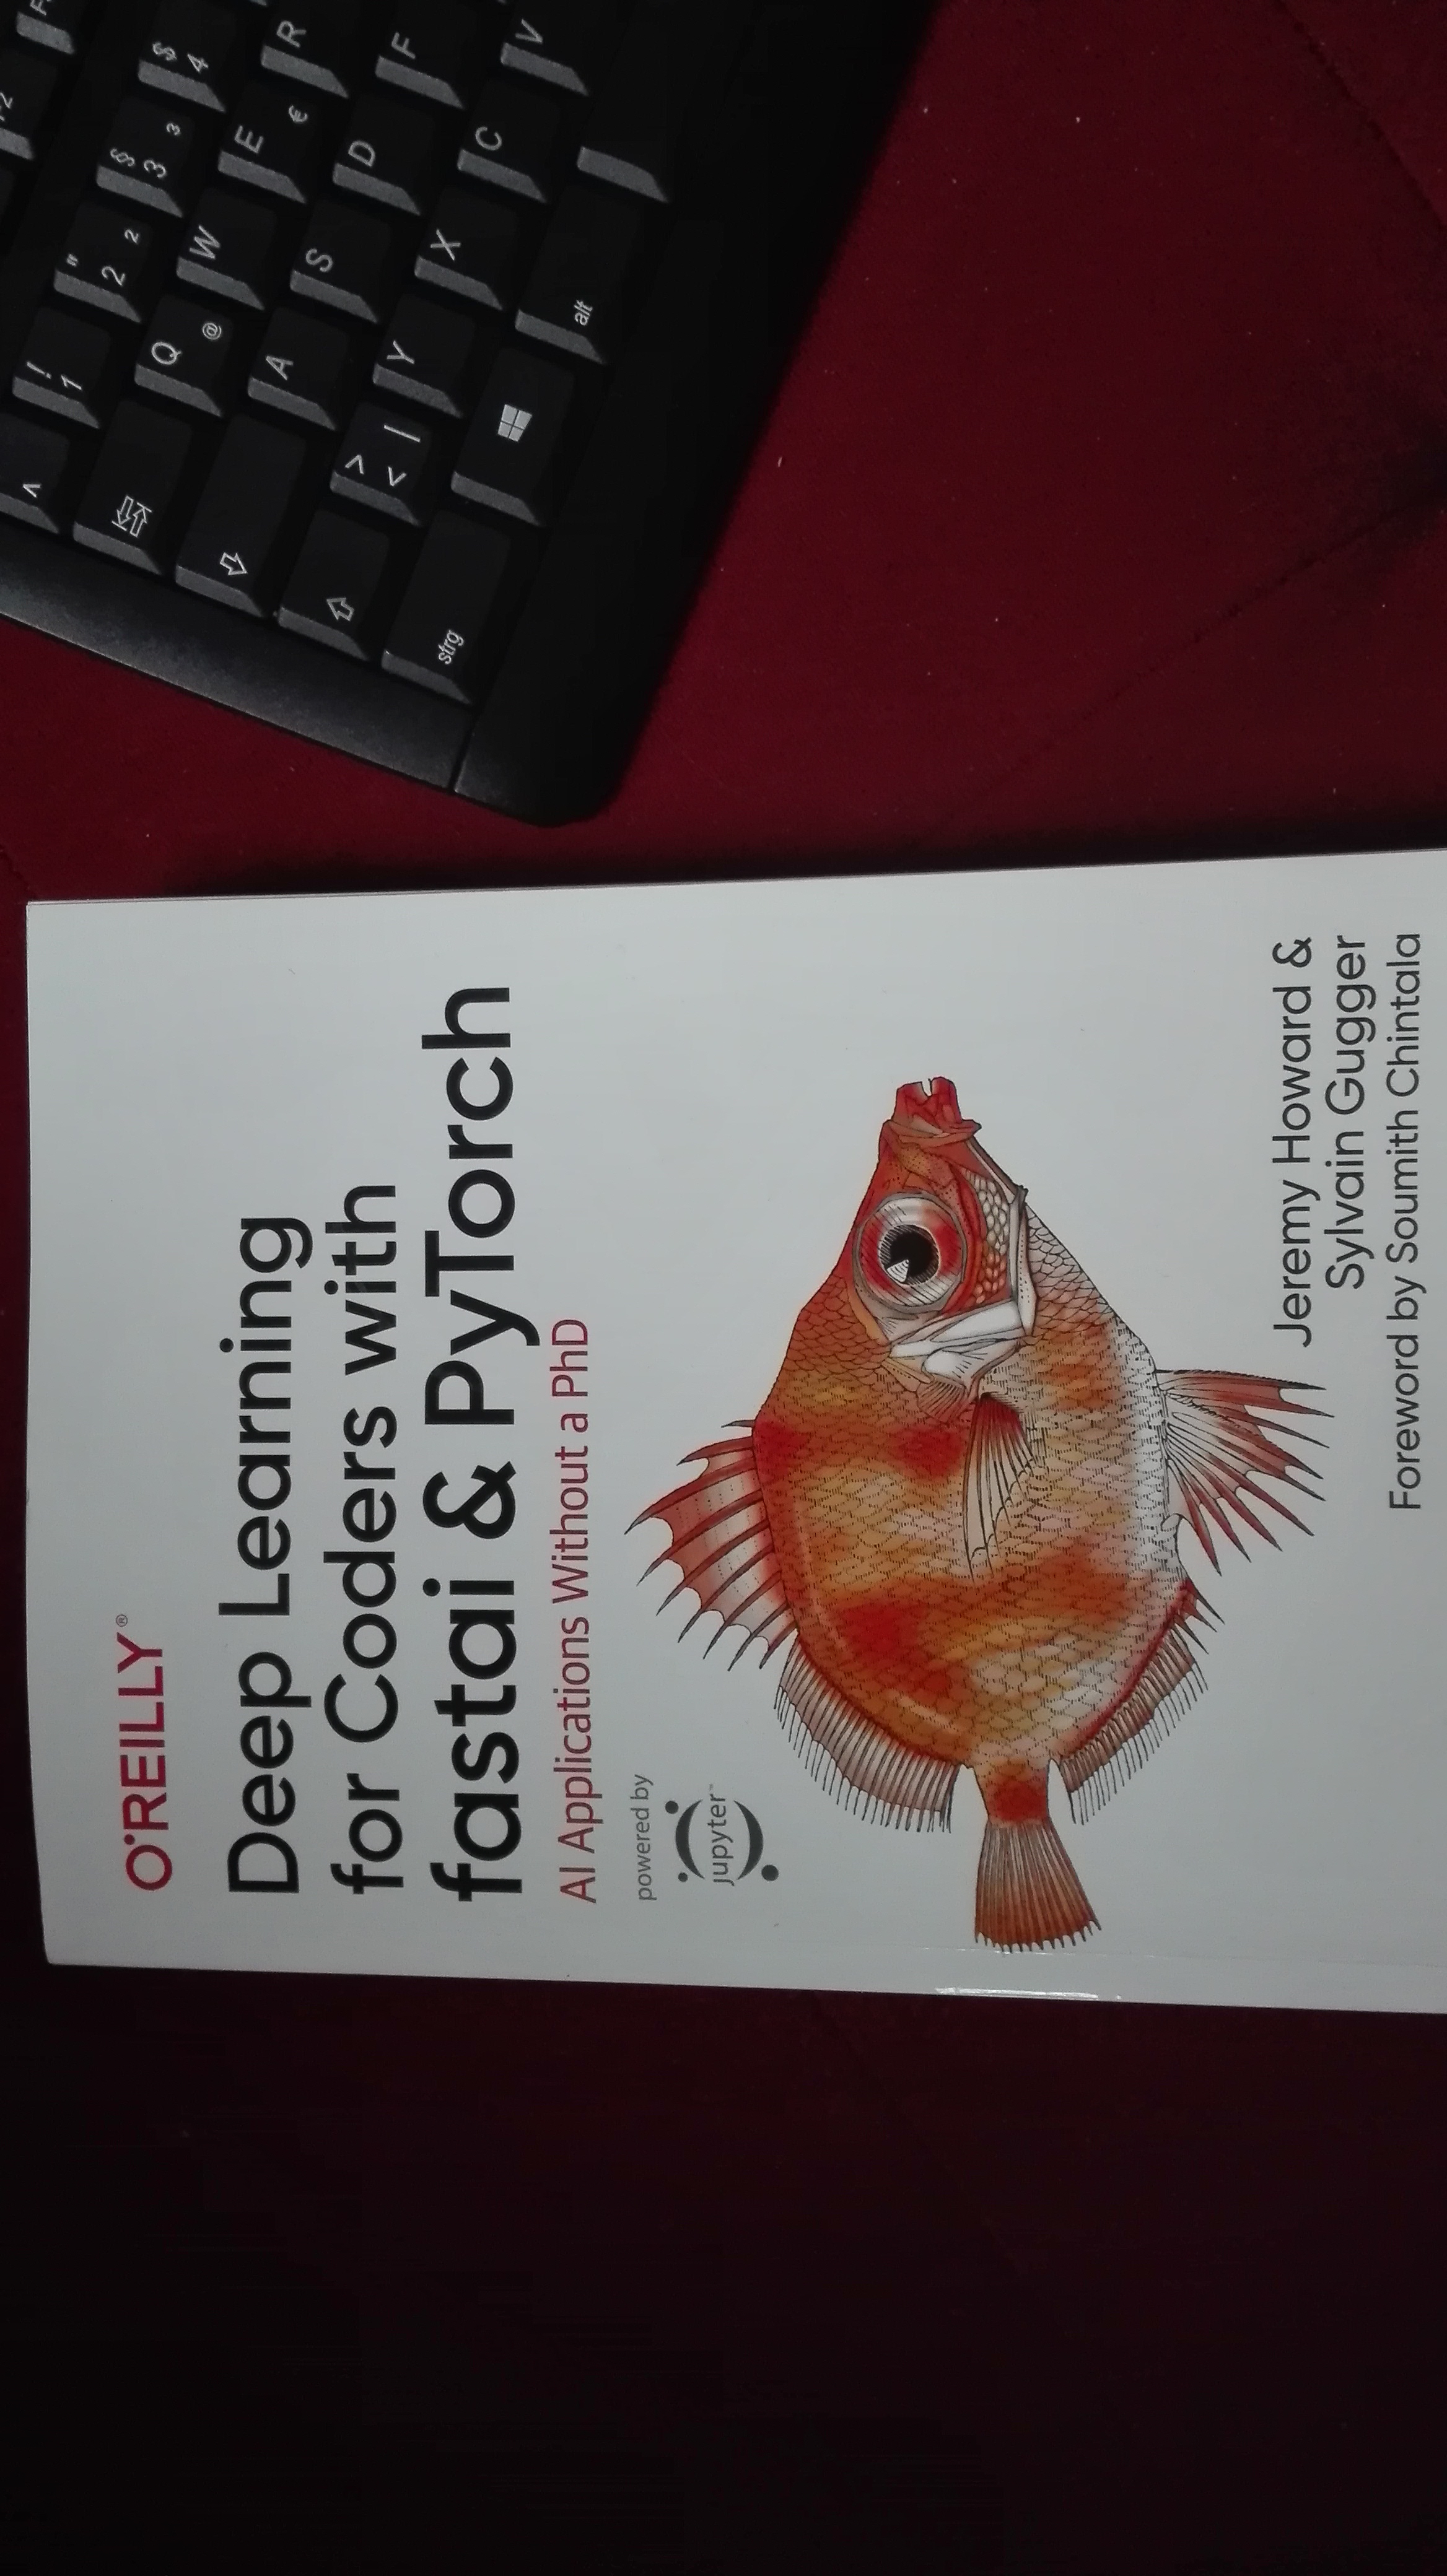 O'REILLY®
Deep Learning
for Coders with
fastai & PyTorch
AI Applications Without a PhD
powered by
jupyter™
Jeremy Howard &
Sylvain Gugger
Foreword by Soumith Chintala
^ ! 1 " 2 2 § 3 3 $ 4
Q @ W E € R
A S D F
> < | Y X C V
strg alt